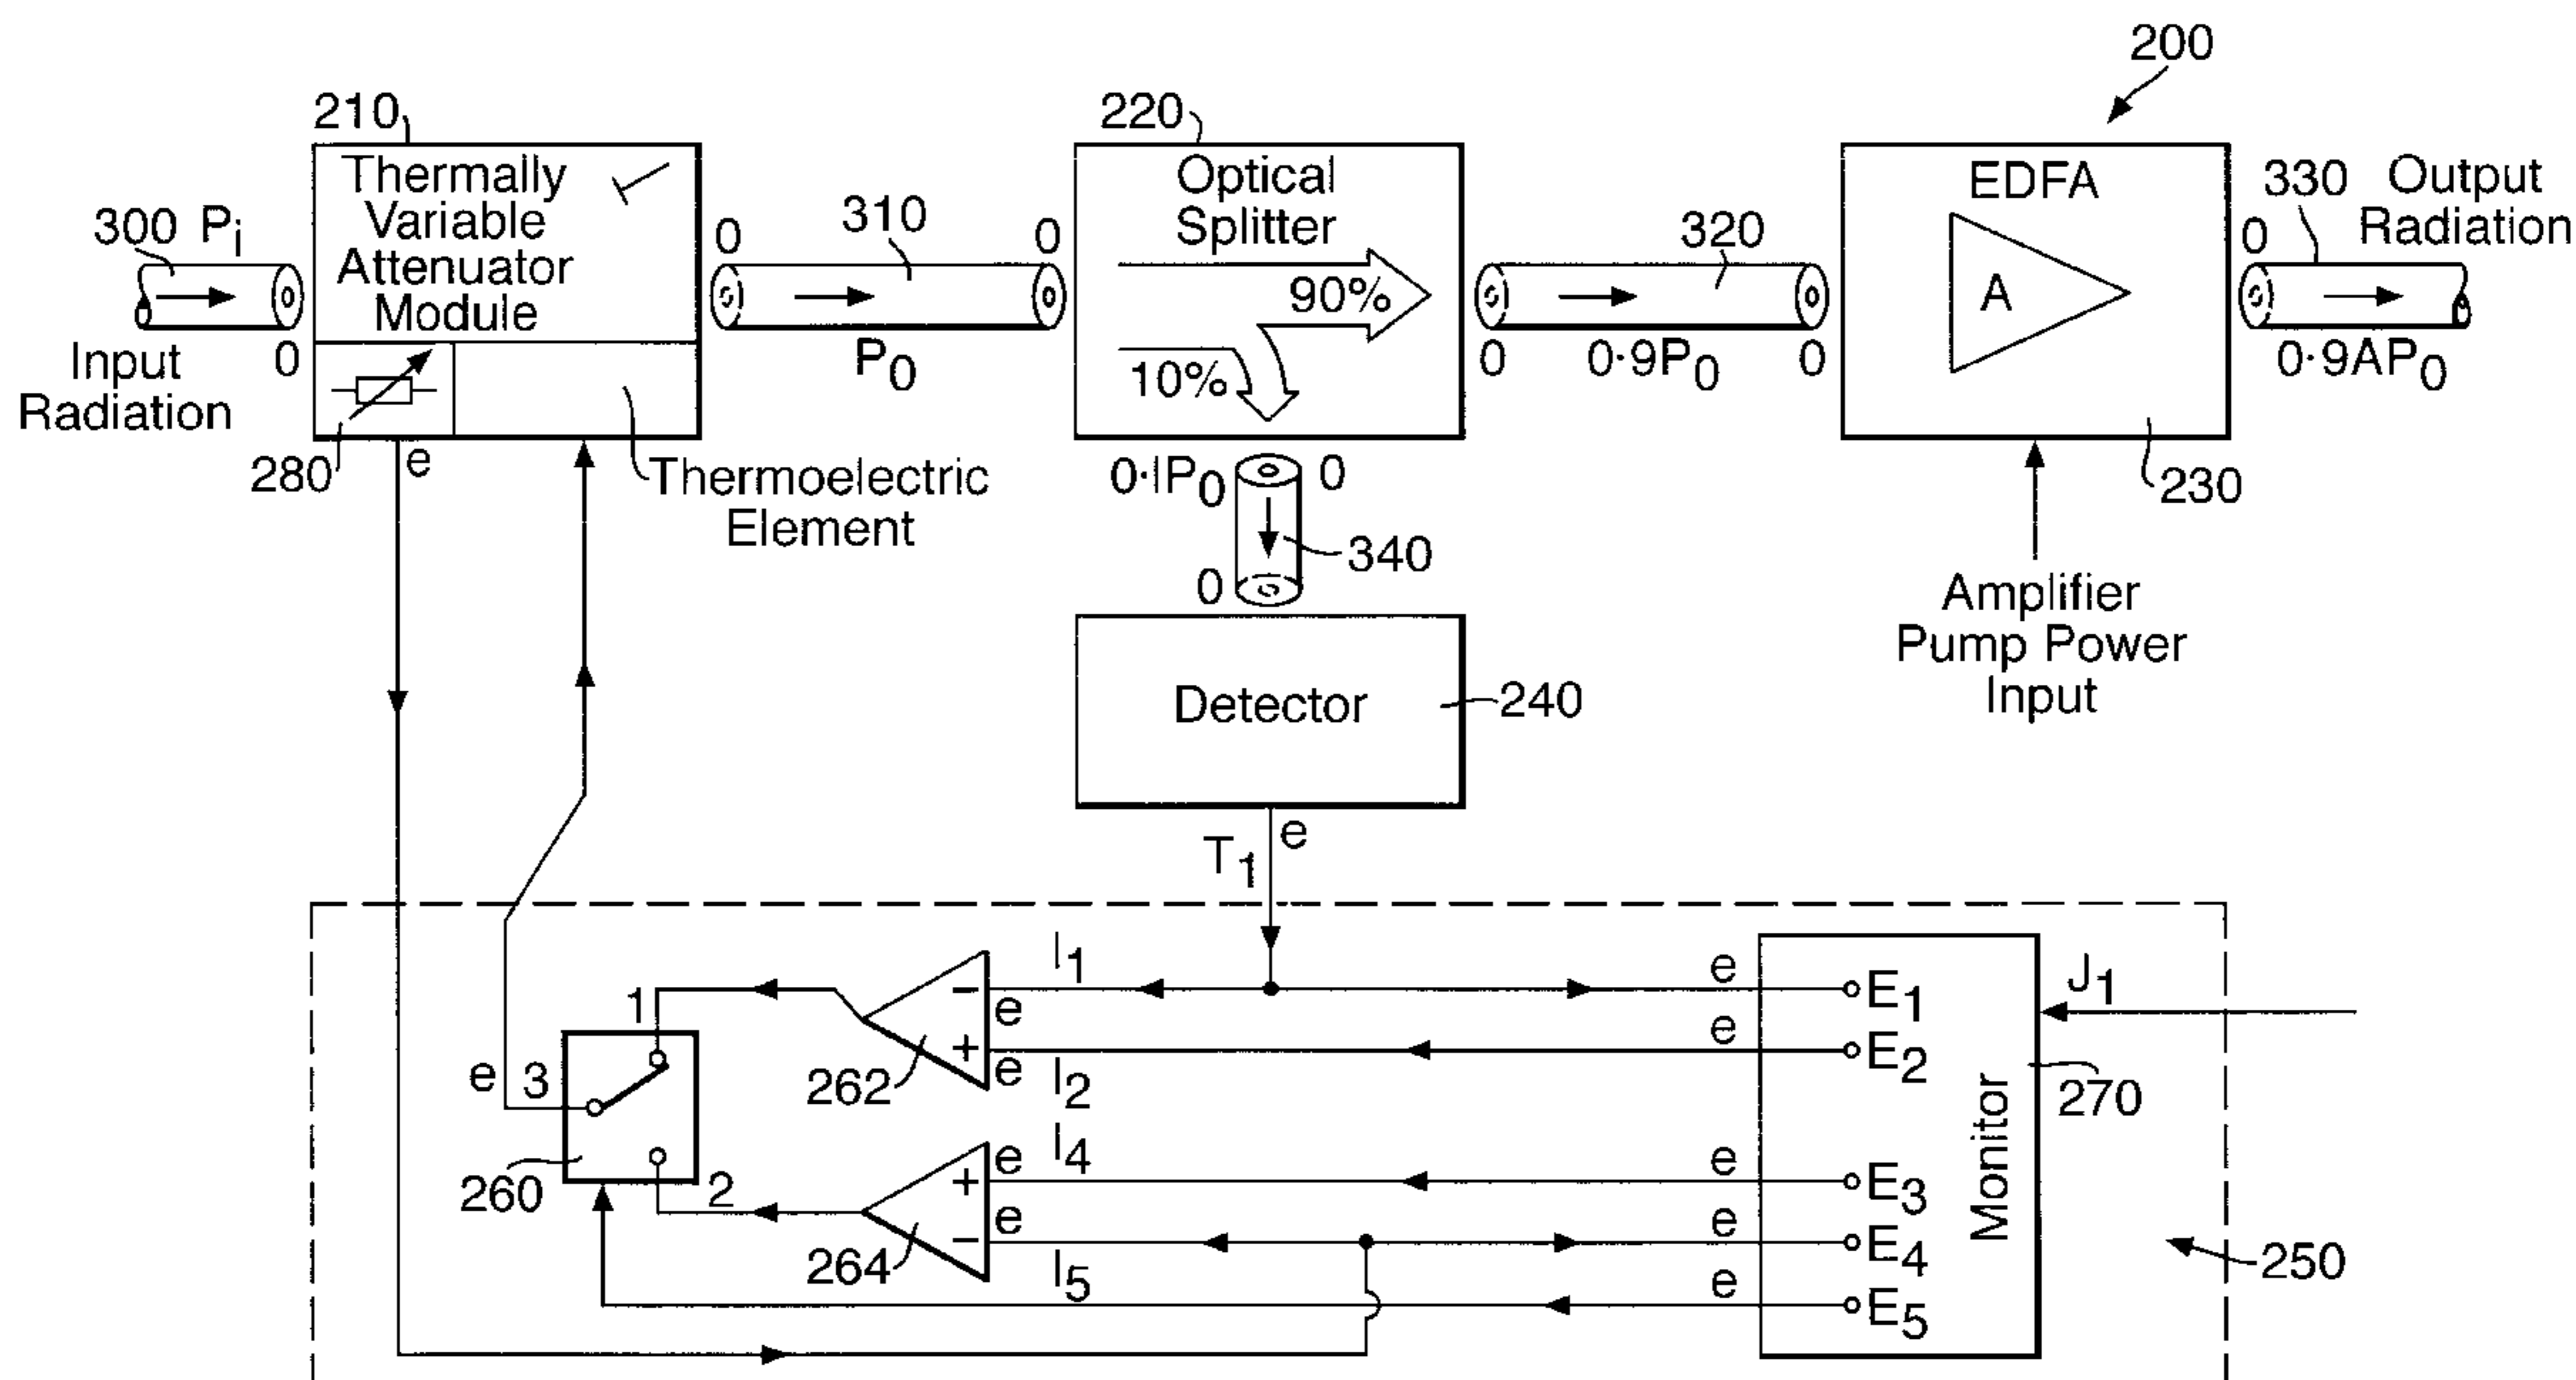 200
210
220
Thermally
Variable
Attenuator
Module
Optical
Splitter
EDFA
330 Output
Radiation
300 Pi
0
310
0
90%
320
A
0
Input
Radiation
0
P0
10%
0
0·9P0
0
0·9AP0
280
e
Thermoelectric
Element
0·IP0
0
340
0
230
Amplifier
Pump Power
Input
Detector
240
T1
e
I1
e
E1
J1
1
−
e
+
e
I2
e
E2
262
270
e
3
Monitor
260
2
I4
e
+
e
E3
e
−
I5
e
E4
264
250
e
E5